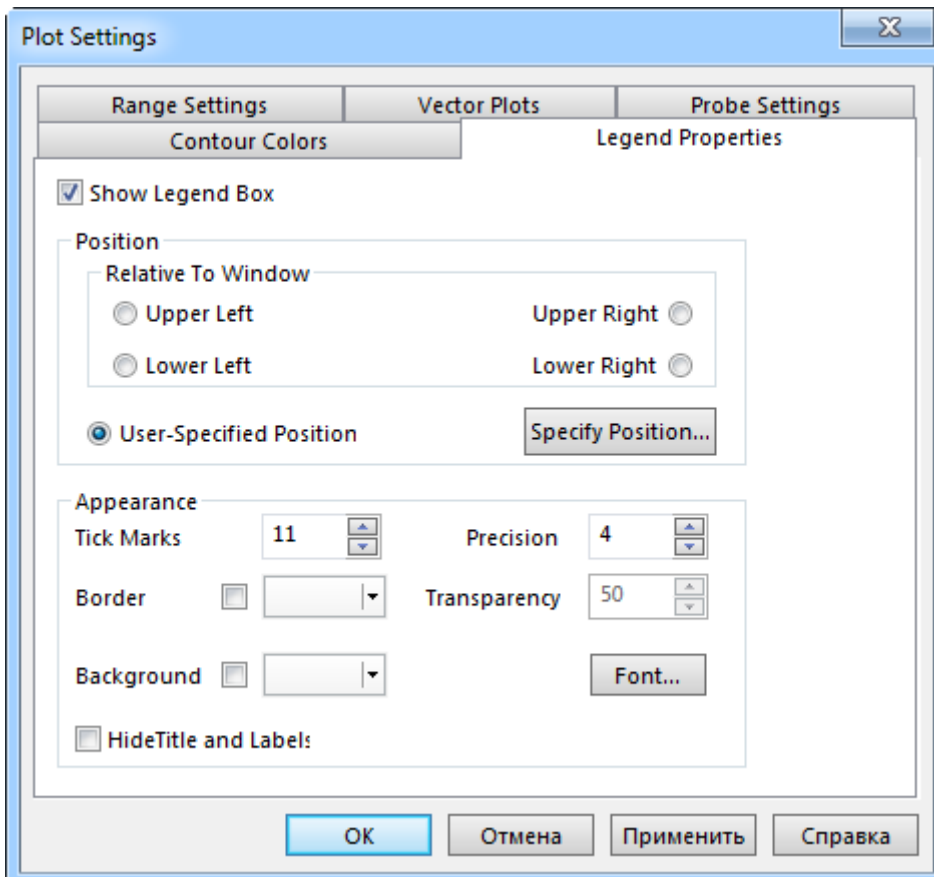 Plot Settings
Range Settings Vector Plots Probe Settings
Contour Colors Legend Properties
Show Legend Box
Position
Relative To Window
Upper Left Upper Right
Lower Left Lower Right
User-Specified Position Specify Position...
Appearance
Tick Marks 11 Precision 4
Border Transparency 50
Background Font...
HideTitle and Labels
OK Отмена Применить Справка